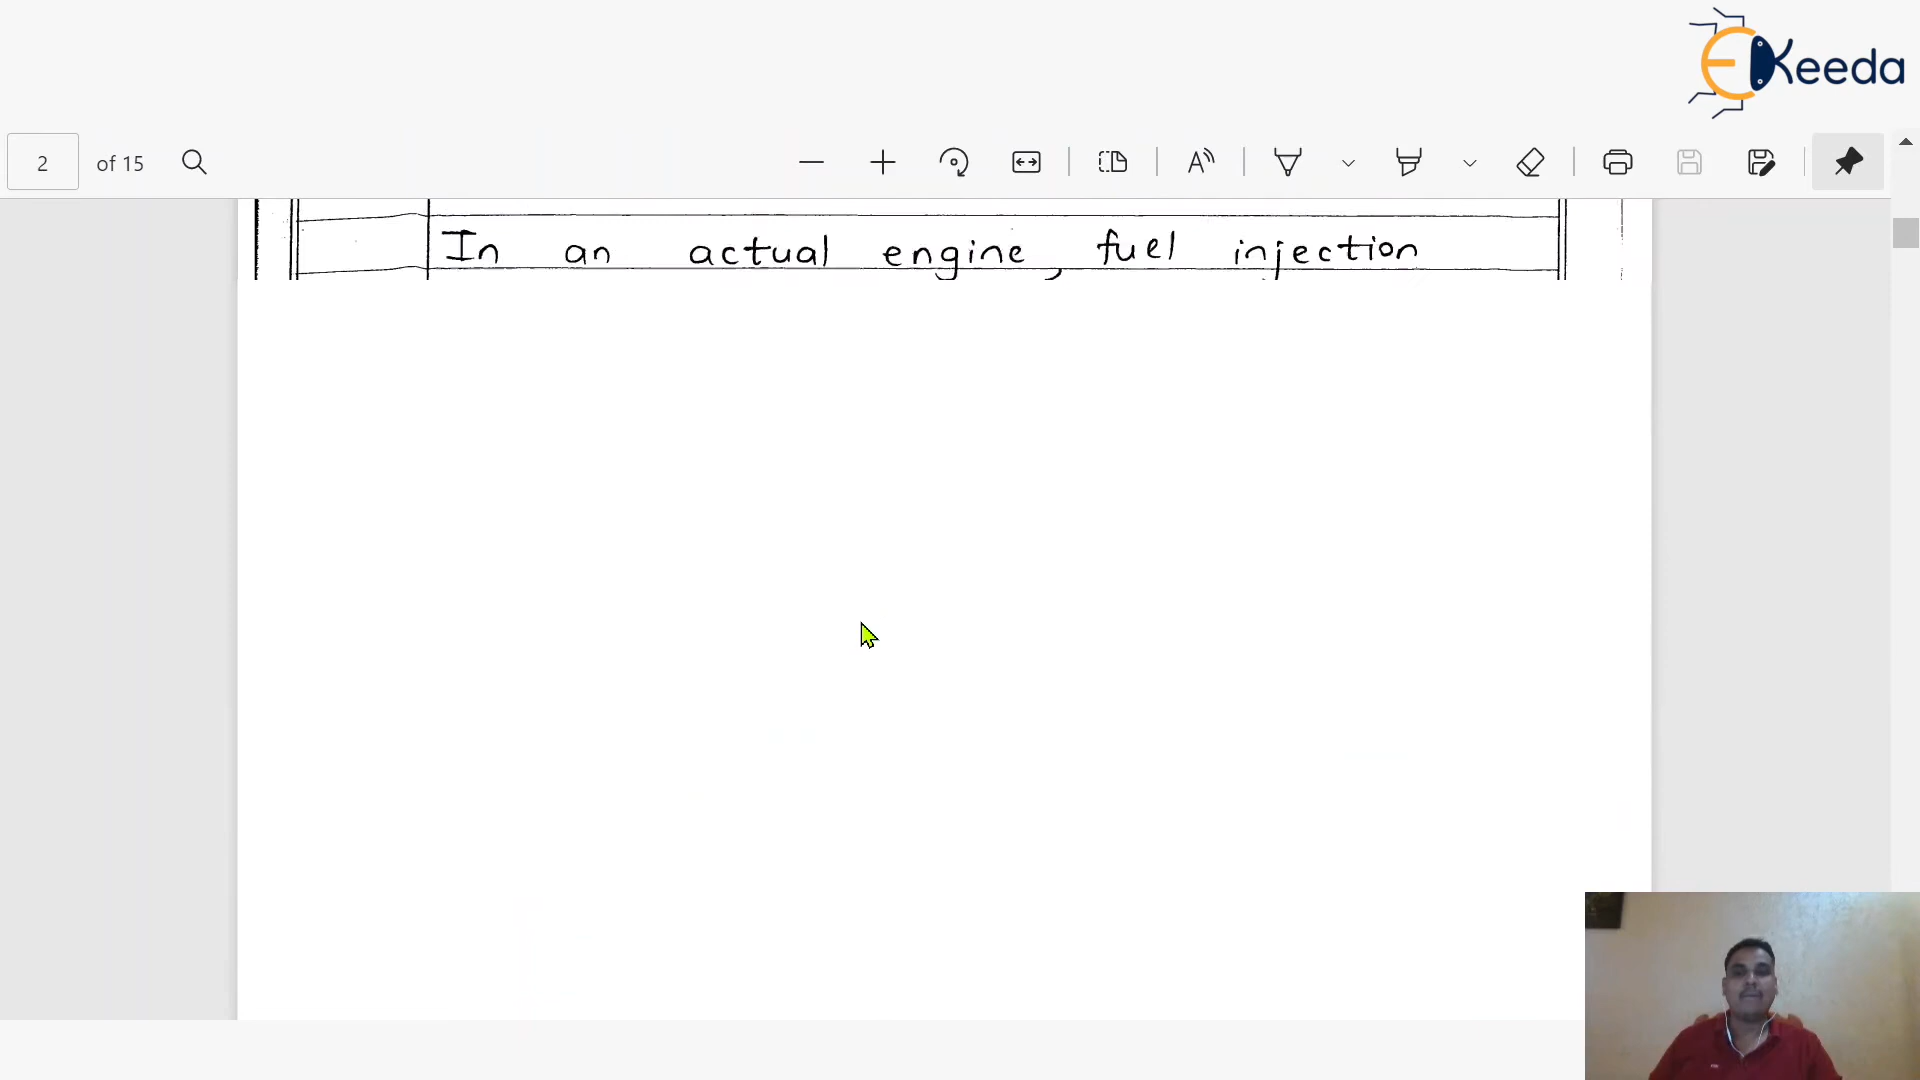 EKeeda
2 of 15
In an actual engine, fuel injection